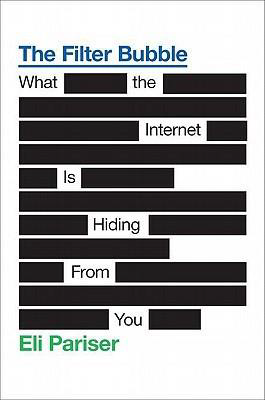 The Filter Bubble
What the
Internet
Is
Hiding
From
You
Eli Pariser